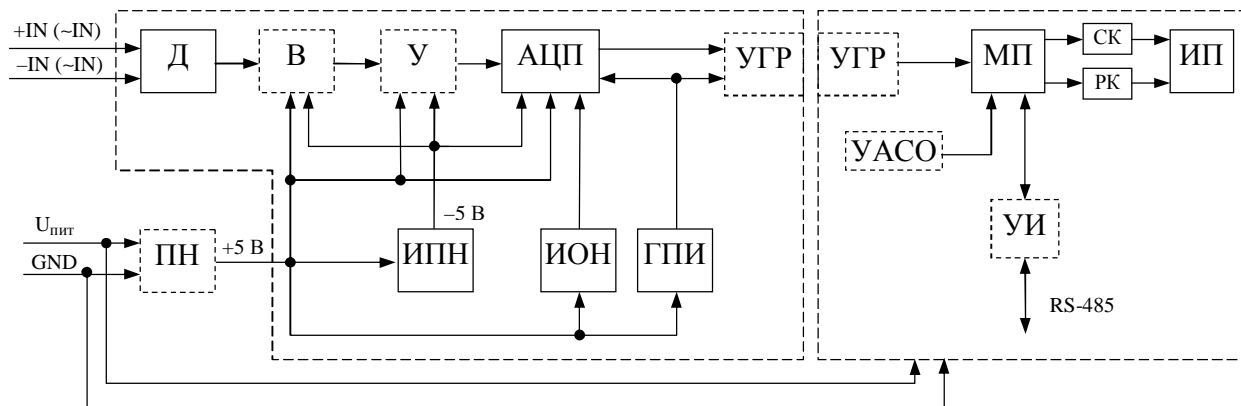 +IN (~IN)
–IN (~IN)
Д
В
У
АЦП
УГР
УГР
МП
СК
РК
ИП
УАСО
УИ
RS-485
Uпит
GND
ПН
+5 В
–5 В
ИПН
ИОН
ГПИ